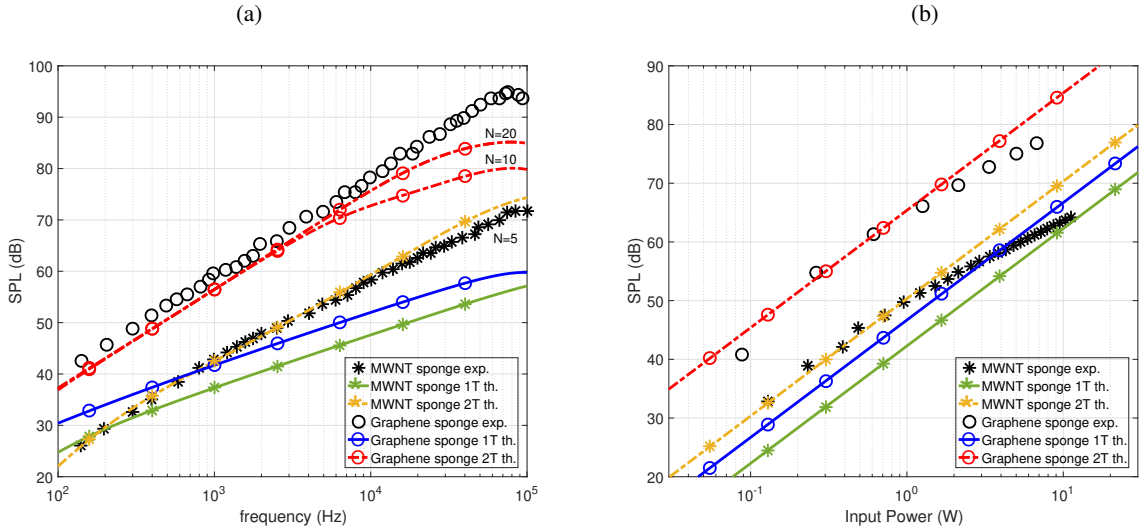 (a)
(b)
SPL (dB)
100
90
80
70
60
50
40
30
20
N=20
N=10
N=5
MWNT sponge exp.
MWNT sponge 1T th.
MWNT sponge 2T th.
Graphene sponge exp.
Graphene sponge 1T th.
Graphene sponge 2T th.
10^2
10^3
10^4
10^5
frequency (Hz)
SPL (dB)
90
80
70
60
50
40
30
20
MWNT sponge exp.
MWNT sponge 1T th.
MWNT sponge 2T th.
Graphene sponge exp.
Graphene sponge 1T th.
Graphene sponge 2T th.
10^-1
10^0
10^1
Input Power (W)